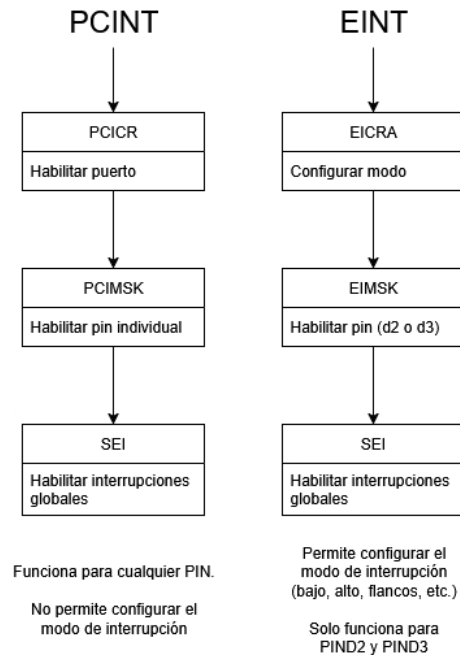 PCINT
PCICR
Habilitar puerto
PCIMSK
Habilitar pin individual
SEI
Habilitar interrupciones
globales
Funciona para cualquier PIN.
No permite configurar el
modo de interrupción
EINT
EICRA
Configurar modo
EIMSK
Habilitar pin (d2 o d3)
SEI
Habilitar interrupciones
globales
Permite configurar el
modo de interrupción
(bajo, alto, flancos, etc.)
Solo funciona para
PIND2 y PIND3